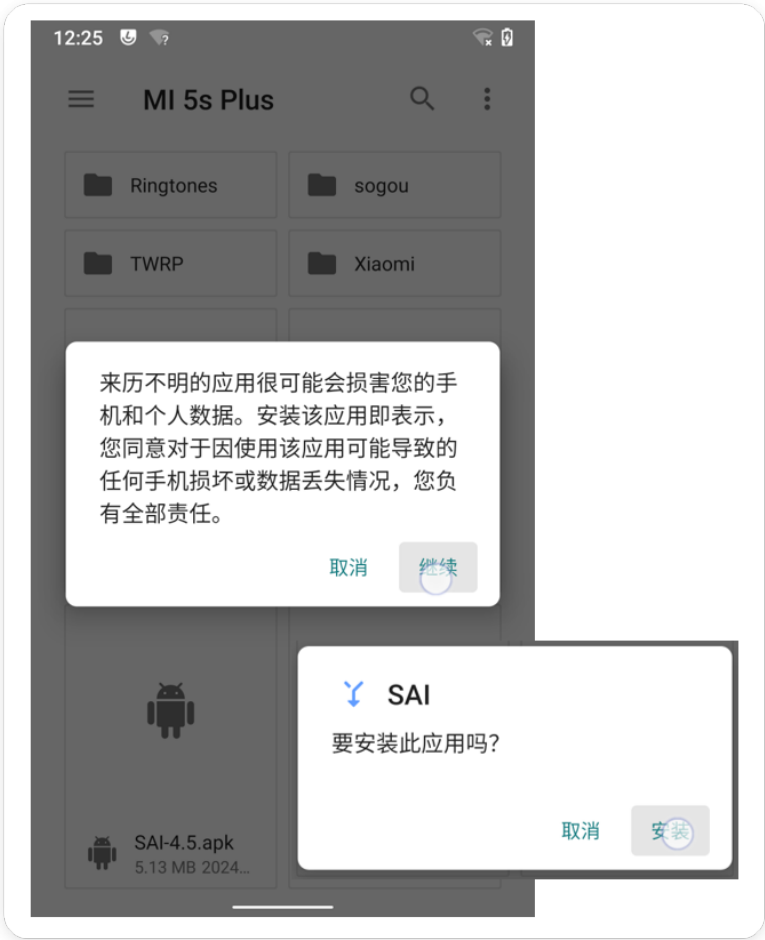 12:25
MI 5s Plus
Ringtones
sogou
TWRP
Xiaomi
来历不明的应用很可能会损害您的手
机和个人数据。安装该应用即表示，
您同意对于因使用该应用可能导致的
任何手机损坏或数据丢失情况，您负
有全部责任。
取消
继续
SAI
要安装此应用吗？
取消
安装
SAI-4.5.apk
5.13 MB 2024...